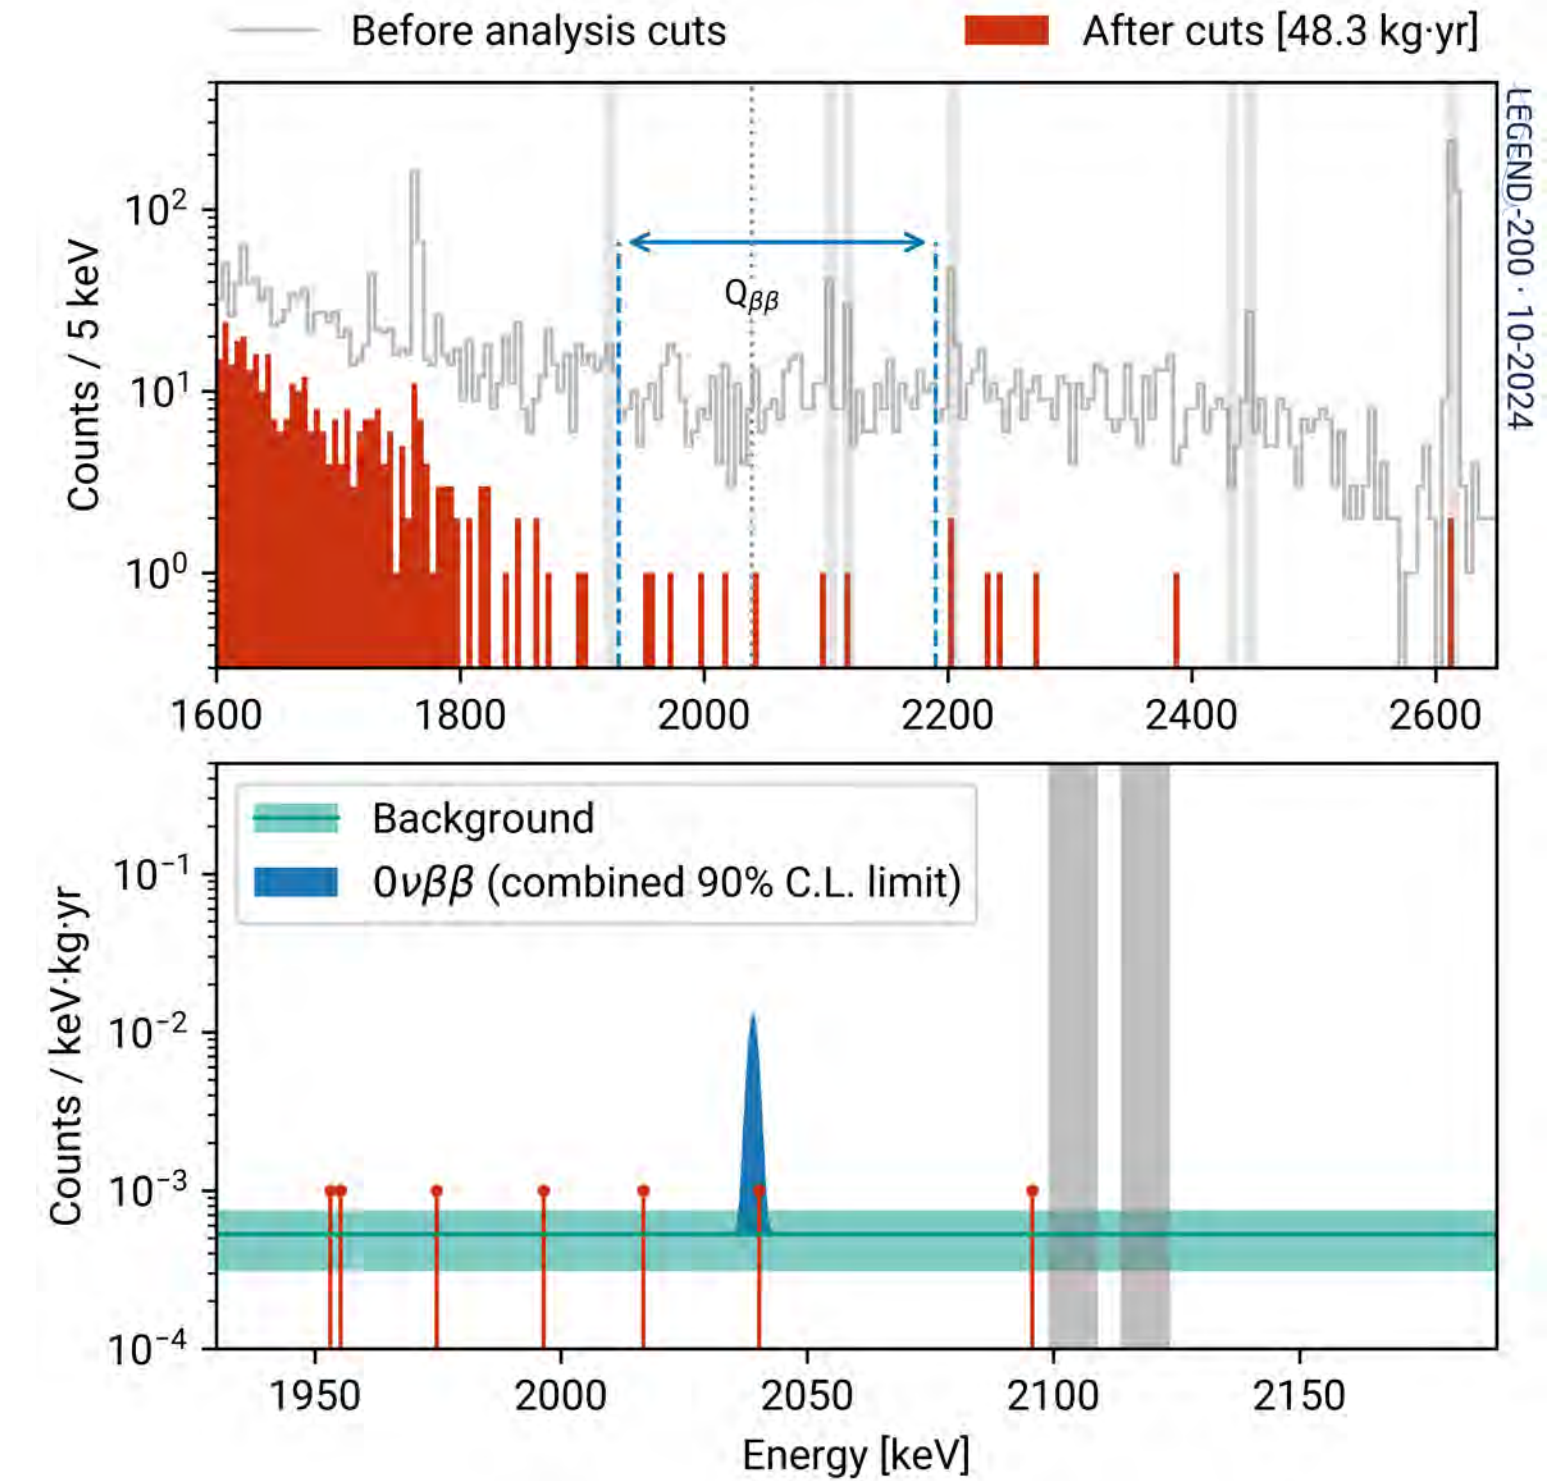 Before analysis cuts
After cuts [48.3 kg·yr]
LEGEND-200 · 10-2024
Counts / 5 keV
10²
10¹
10⁰
Qββ
1600 1800 2000 2200 2400 2600
Background
0νββ (combined 90% C.L. limit)
Counts / keV·kg·yr
10⁻¹
10⁻²
10⁻³
10⁻⁴
1950 2000 2050 2100 2150
Energy [keV]